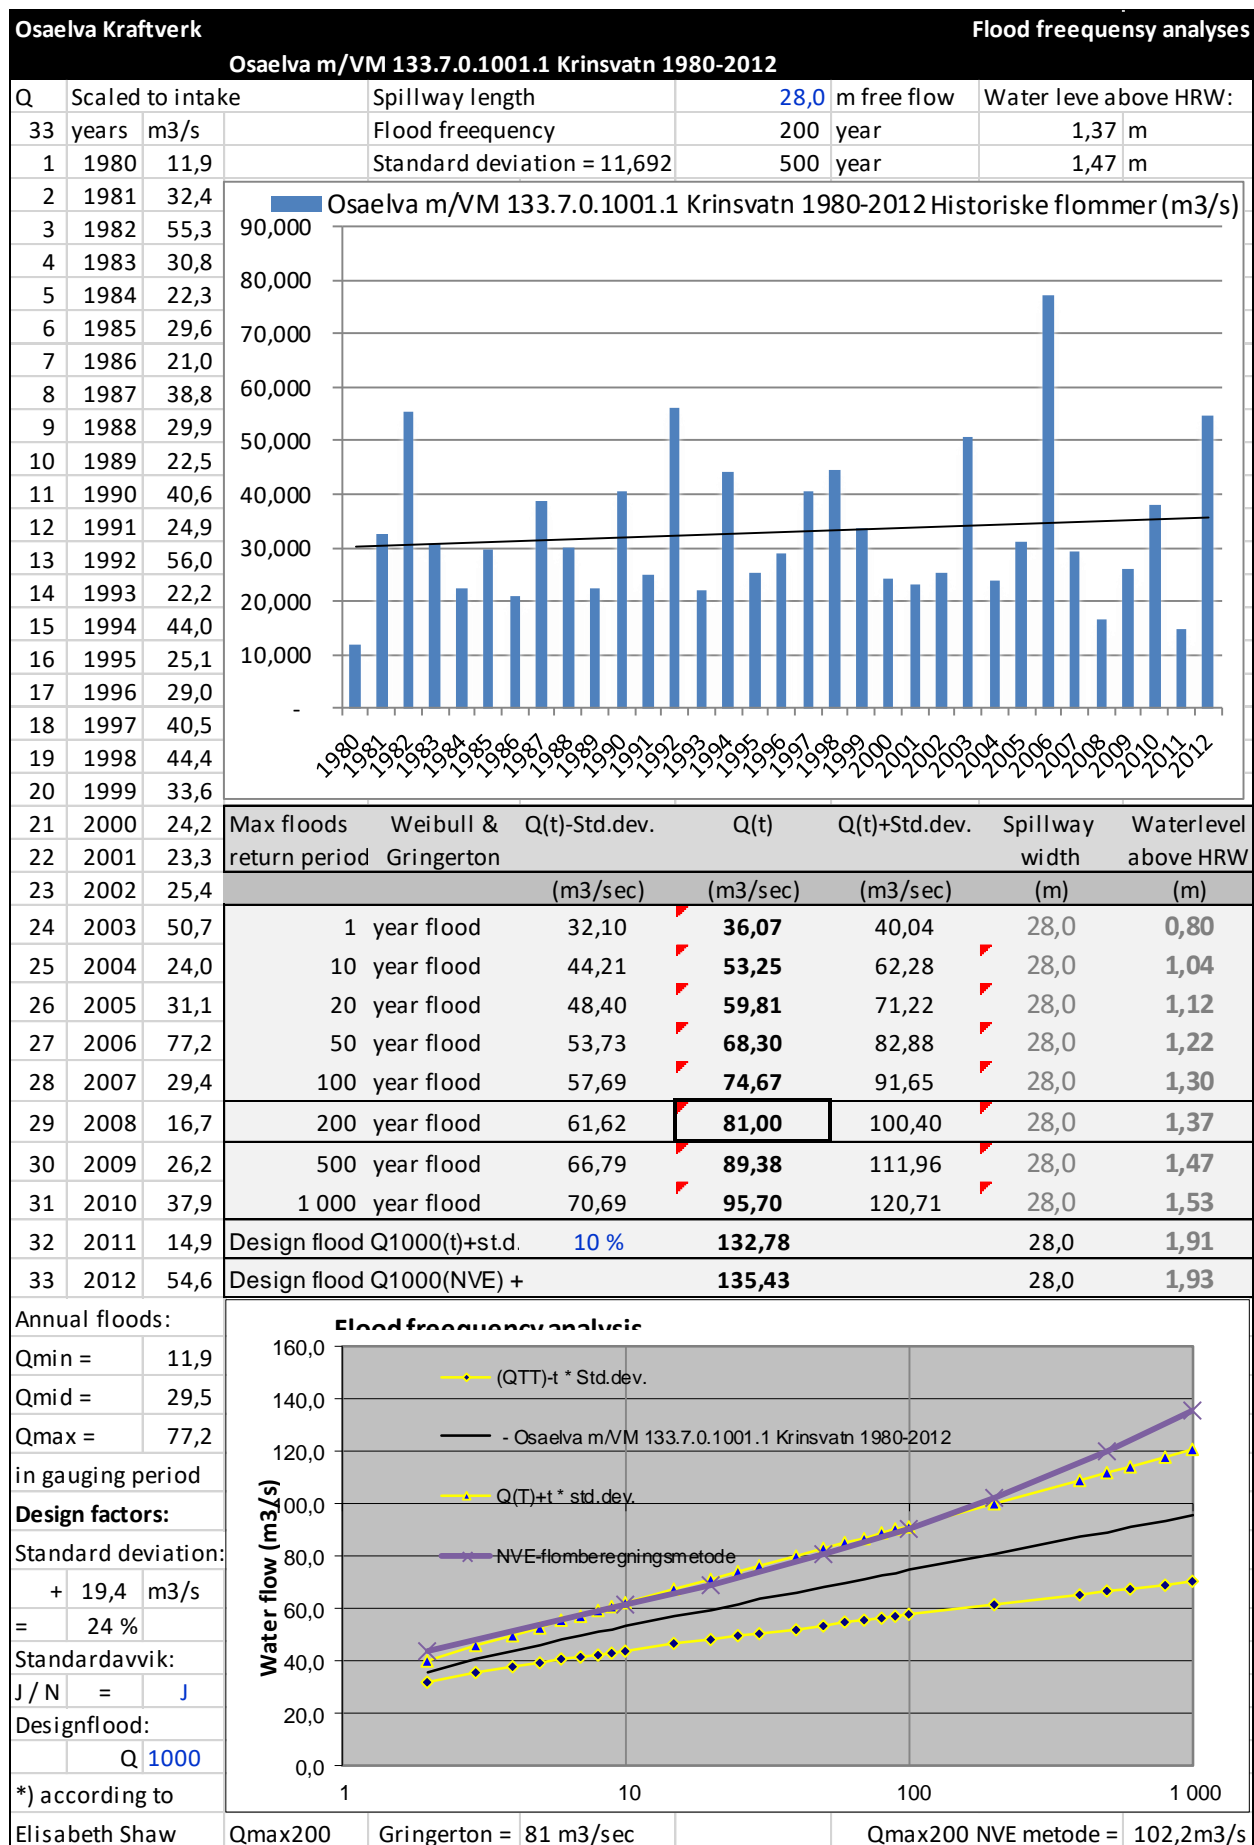 Osaelva Kraftverk Flood freequensy analyses
Osaelva m/VM 133.7.0.1001.1 Krinsvatn 1980-2012
Q Scaled to intake Spillway length 28,0 m free flow Water leve above HRW:
33 years m3/s Flood freequency 200 year 1,37 m
1 1980 11,9 Standard deviation = 11,692 500 year 1,47 m
2 1981 32,4
3 1982 55,3
4 1983 30,8
5 1984 22,3
6 1985 29,6
7 1986 21,0
8 1987 38,8
9 1988 29,9
10 1989 22,5
11 1990 40,6
12 1991 24,9
13 1992 56,0
14 1993 22,2
15 1994 44,0
16 1995 25,1
17 1996 29,0
18 1997 40,5
19 1998 44,4
20 1999 33,6
Osaelva m/VM 133.7.0.1001.1 Krinsvatn 1980-2012 Historiske flommer (m3/s)
90,000
80,000
70,000
60,000
50,000
40,000
30,000
20,000
10,000
-
1980 1981 1982 1983 1984 1985 1986 1987 1988 1989 1990 1991 1992 1993 1994 1995 1996 1997 1998 1999 2000 2001 2002 2003 2004 2005 2006 2007 2008 2009 2010 2011 2012
21 2000 24,2 Max floods Weibull & Q(t)-Std.dev. Q(t) Q(t)+Std.dev. Spillway Waterlevel
22 2001 23,3 return period Gringerton width above HRW
23 2002 25,4 (m3/sec) (m3/sec) (m3/sec) (m) (m)
24 2003 50,7 1 year flood 32,10 36,07 40,04 28,0 0,80
25 2004 24,0 10 year flood 44,21 53,25 62,28 28,0 1,04
26 2005 31,1 20 year flood 48,40 59,81 71,22 28,0 1,12
27 2006 77,2 50 year flood 53,73 68,30 82,88 28,0 1,22
28 2007 29,4 100 year flood 57,69 74,67 91,65 28,0 1,30
29 2008 16,7 200 year flood 61,62 81,00 100,40 28,0 1,37
30 2009 26,2 500 year flood 66,79 89,38 111,96 28,0 1,47
31 2010 37,9 1 000 year flood 70,69 95,70 120,71 28,0 1,53
32 2011 14,9 Design flood Q1000(t)+st.d. 10 % 132,78 28,0 1,91
33 2012 54,6 Design flood Q1000(NVE) + 135,43 28,0 1,93
Annual floods:
Qmin = 11,9
Qmid = 29,5
Qmax = 77,2
in gauging period
Design factors:
Standard deviation:
+ 19,4 m3/s
= 24 %
Standardavvik:
J / N = J
Designflood:
Q 1000
*) according to
Flood freequency analysis
160,0
140,0
120,0
100,0
80,0
60,0
40,0
20,0
0,0
Water flow (m3/s)
(QTT)-t * Std.dev.
- Osaelva m/VM 133.7.0.1001.1 Krinsvatn 1980-2012
Q(T)+t * std.dev.
NVE-flomberegningsmetode
1 10 100 1 000
Elisabeth Shaw Qmax200 Gringerton = 81 m3/sec Qmax200 NVE metode = 102,2m3/s